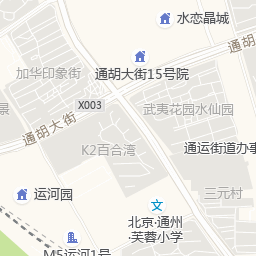 水恋晶城
通胡
加华印象街
通胡大街15号院
X003
武夷花园水仙园
景
通胡大街
K2百合湾
通运街道办事
三元村
运河园
北京·通州
·芙蓉小学
M5运河1号